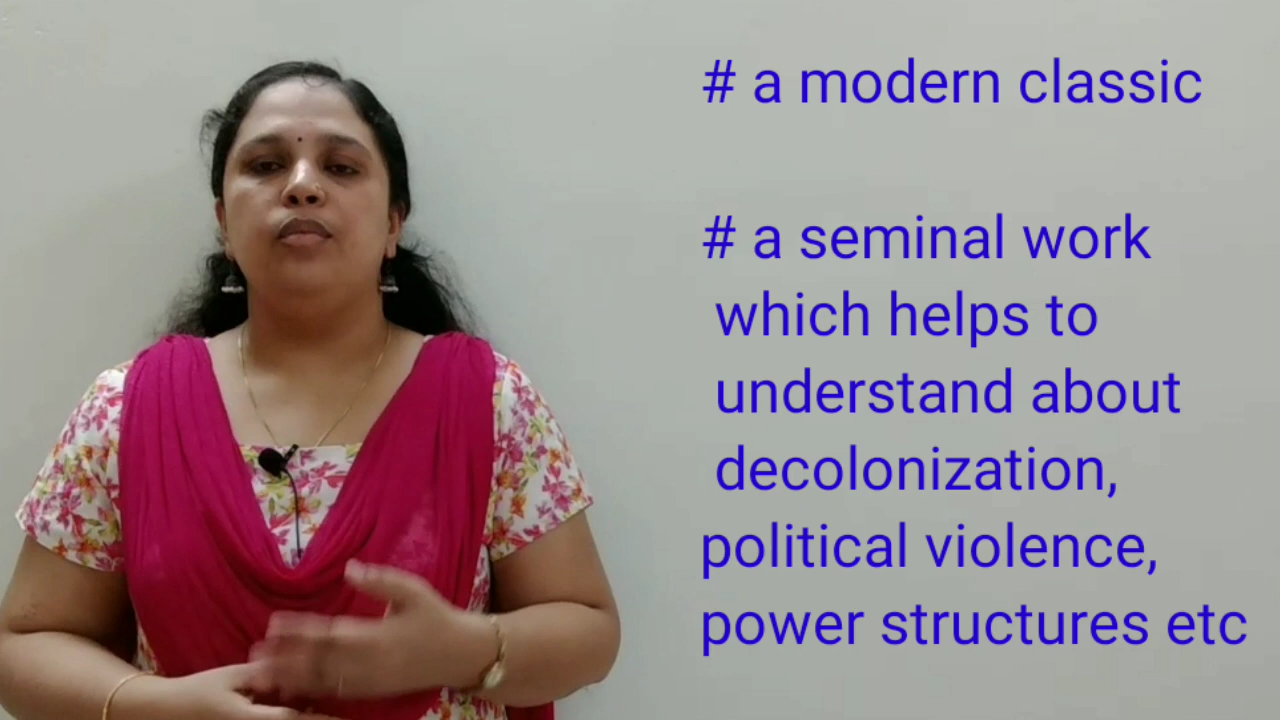 # a modern classic
# a seminal work
which helps to
understand about
decolonization,
political violence,
power structures etc